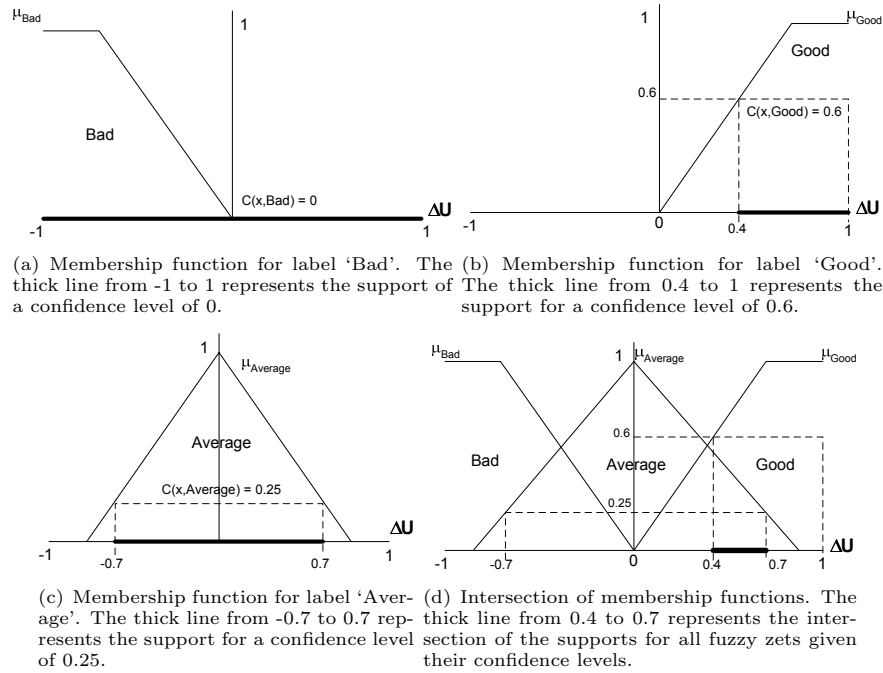 μBad
1
Bad
C(x,Bad) = 0
ΔU
-1
1
(a) Membership function for label ‘Bad’. The
thick line from -1 to 1 represents the support of
a confidence level of 0.
1
μGood
Good
0.6
C(x,Good) = 0.6
ΔU
-1
0
0.4
1
(b) Membership function for label ‘Good’.
The thick line from 0.4 to 1 represents the
support for a confidence level of 0.6.
1
μAverage
Average
C(x,Average) = 0.25
ΔU
-1
-0.7
0.7
1
(c) Membership function for label ‘Aver-
age’. The thick line from -0.7 to 0.7 rep-
resents the support for a confidence level
of 0.25.
μBad
1
μAverage
μGood
0.6
Bad
Average
Good
0.25
ΔU
-1
-0.7
0
0.4
0.7
1
(d) Intersection of membership functions. The
thick line from 0.4 to 0.7 represents the inter-
section of the supports for all fuzzy zets given
their confidence levels.